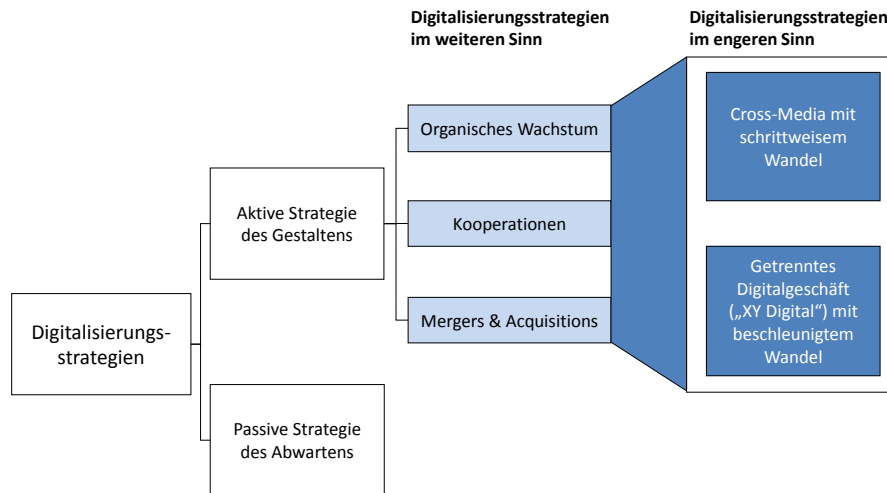 Digitalisierungsstrategien
im weiteren Sinn
Digitalisierungsstrategien
im engeren Sinn
Organisches Wachstum
Cross-Media mit
schrittweisem
Wandel
Aktive Strategie
des Gestaltens
Kooperationen
Getrenntes
Digitalgeschäft
(„XY Digital“) mit
beschleunigtem
Wandel
Mergers & Acquisitions
Digitalisierungs-
strategien
Passive Strategie
des Abwartens